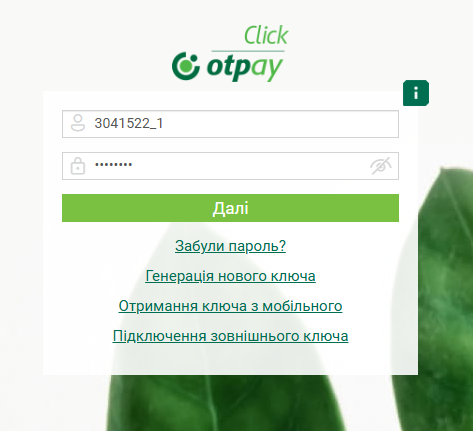 Click
otpay
i
3041522_1
••••••••
Далі
Забули пароль?
Генерація нового ключа
Отримання ключа з мобільного
Підключення зовнішнього ключа